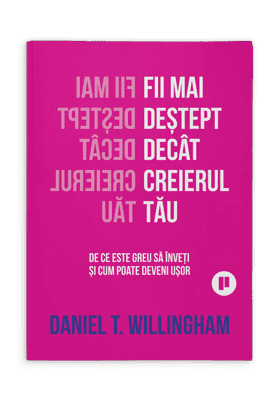 FII MAI FII MAI
DEȘTEPT DEȘTEPT
DECÂT DECÂT
CREIERUL CREIERUL
TĂU TĂU
DE CE ESTE GREU SĂ ÎNVEȚI
ȘI CUM POATE DEVENI UȘOR
P
DANIEL T. WILLINGHAM